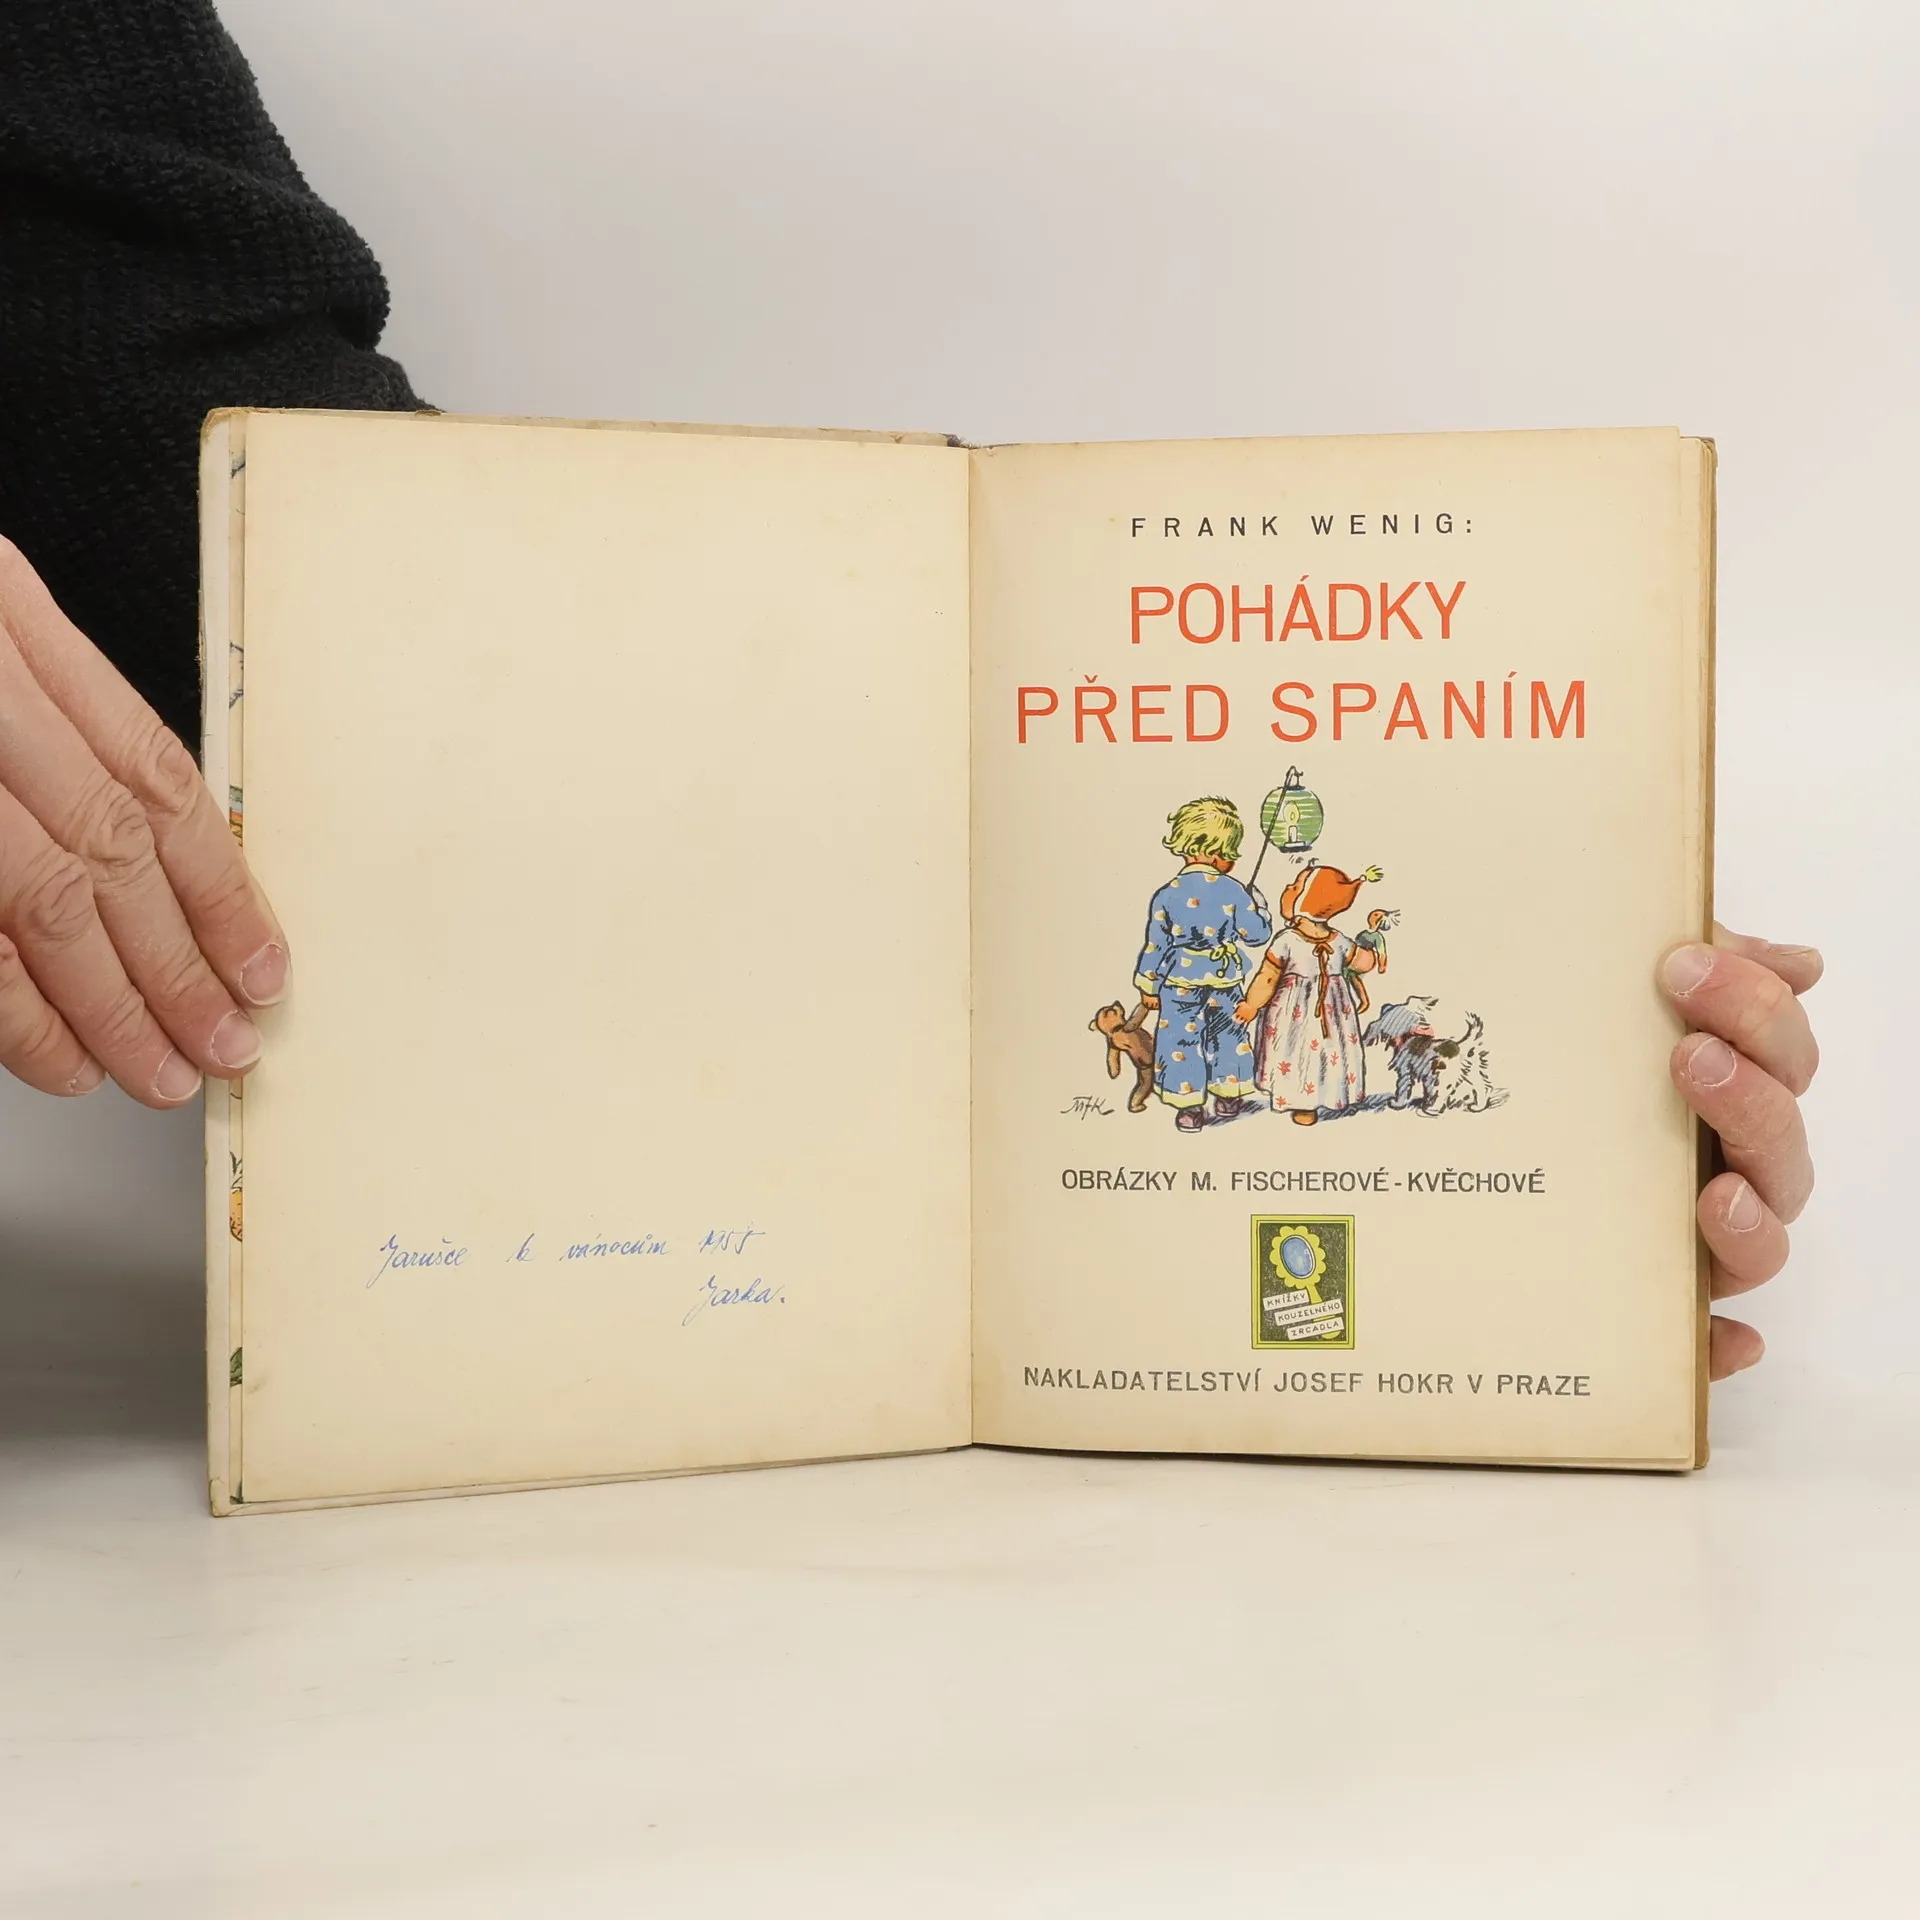 Jarušce k vánocům 1955
Jarka.
FRANK WENIG:
POHÁDKY
PŘED SPANÍM
MFK
OBRÁZKY M. FISCHEROVÉ-KVĚCHOVÉ
KNÍŽKY
KOUZELNÉHO
ZRCADLA
NAKLADATELSTVÍ JOSEF HOKR V PRAZE